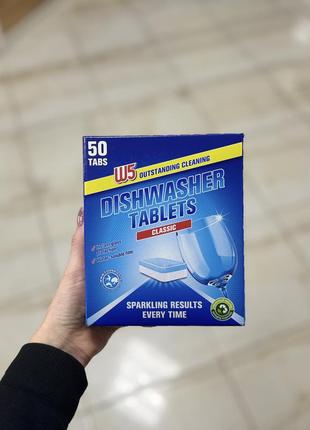 50
TABS
W5
OUTSTANDING CLEANING
DISHWASHER
TABLETS
CLASSIC
SPARKLING RESULTS
EVERY TIME